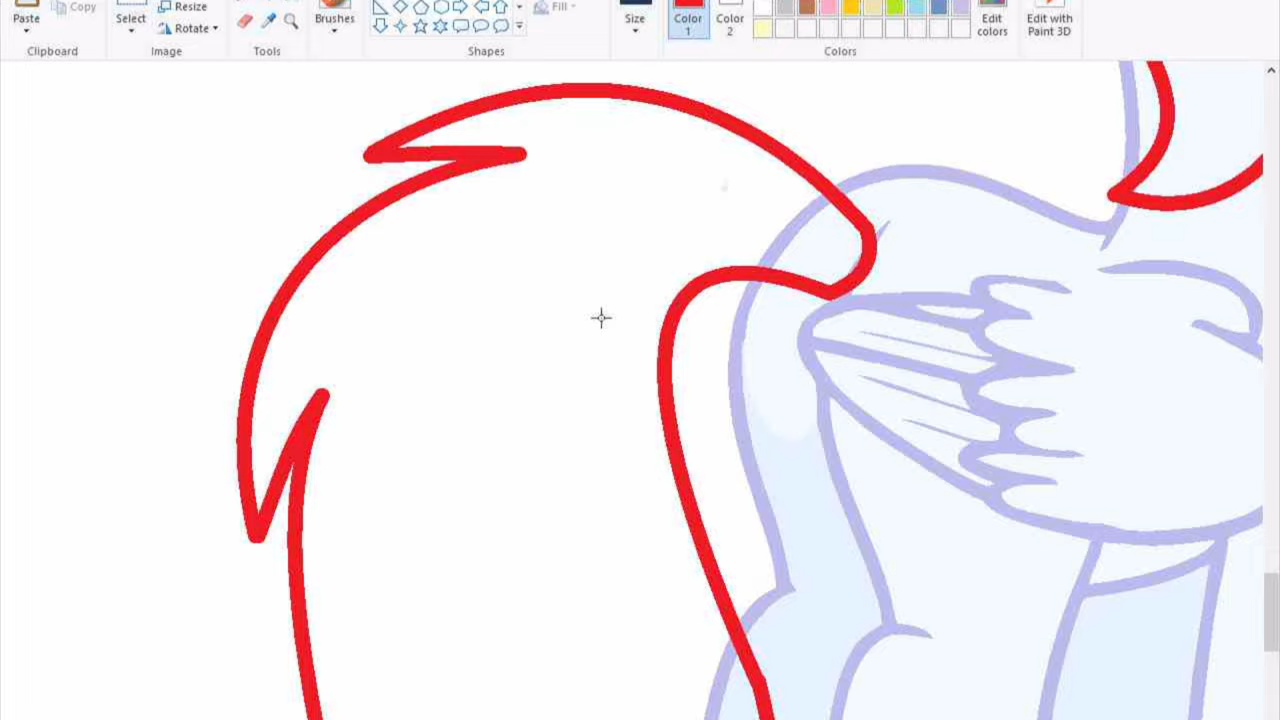 Paste
Copy
Clipboard
Select
Resize
Rotate
Image
Tools
Brushes
Shapes
Fill
Size
Color
1
Color
2
Colors
Edit
colors
Edit with
Paint 3D